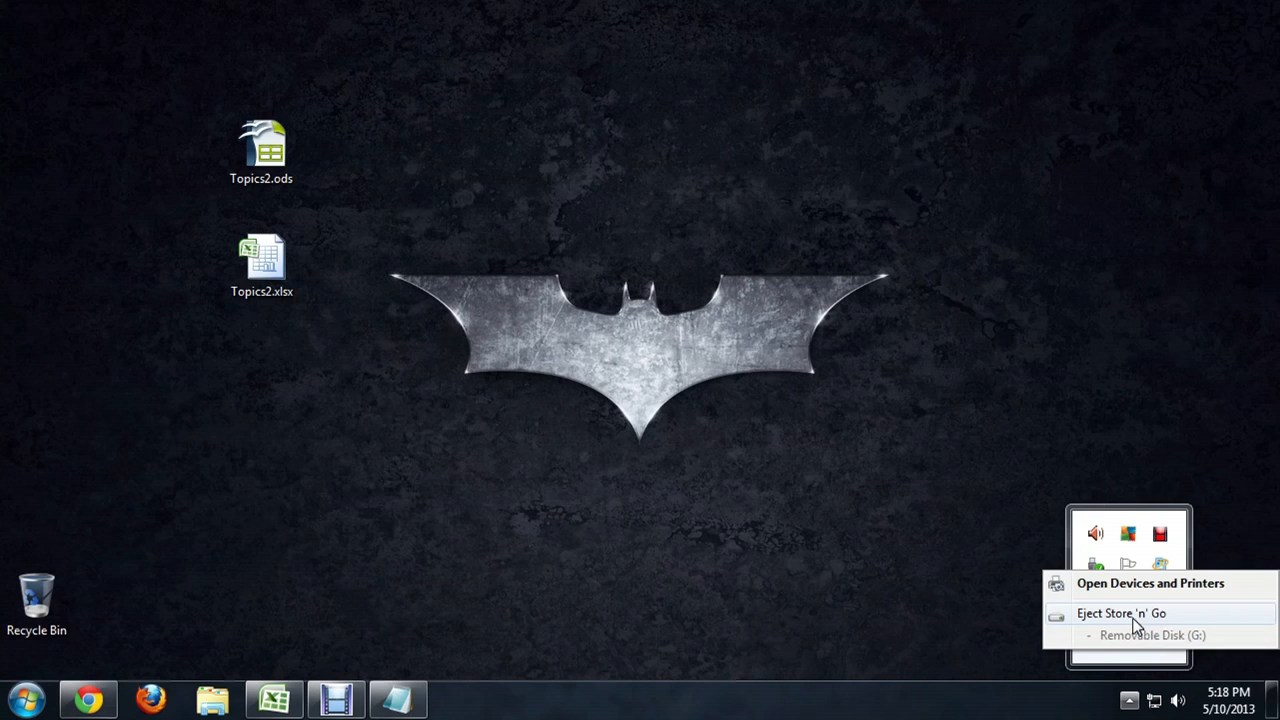 Topics2.ods
Topics2.xlsx
Recycle Bin
Open Devices and Printers
Eject Store 'n' Go
- Removable Disk (G:)
5:18 PM
5/10/2013